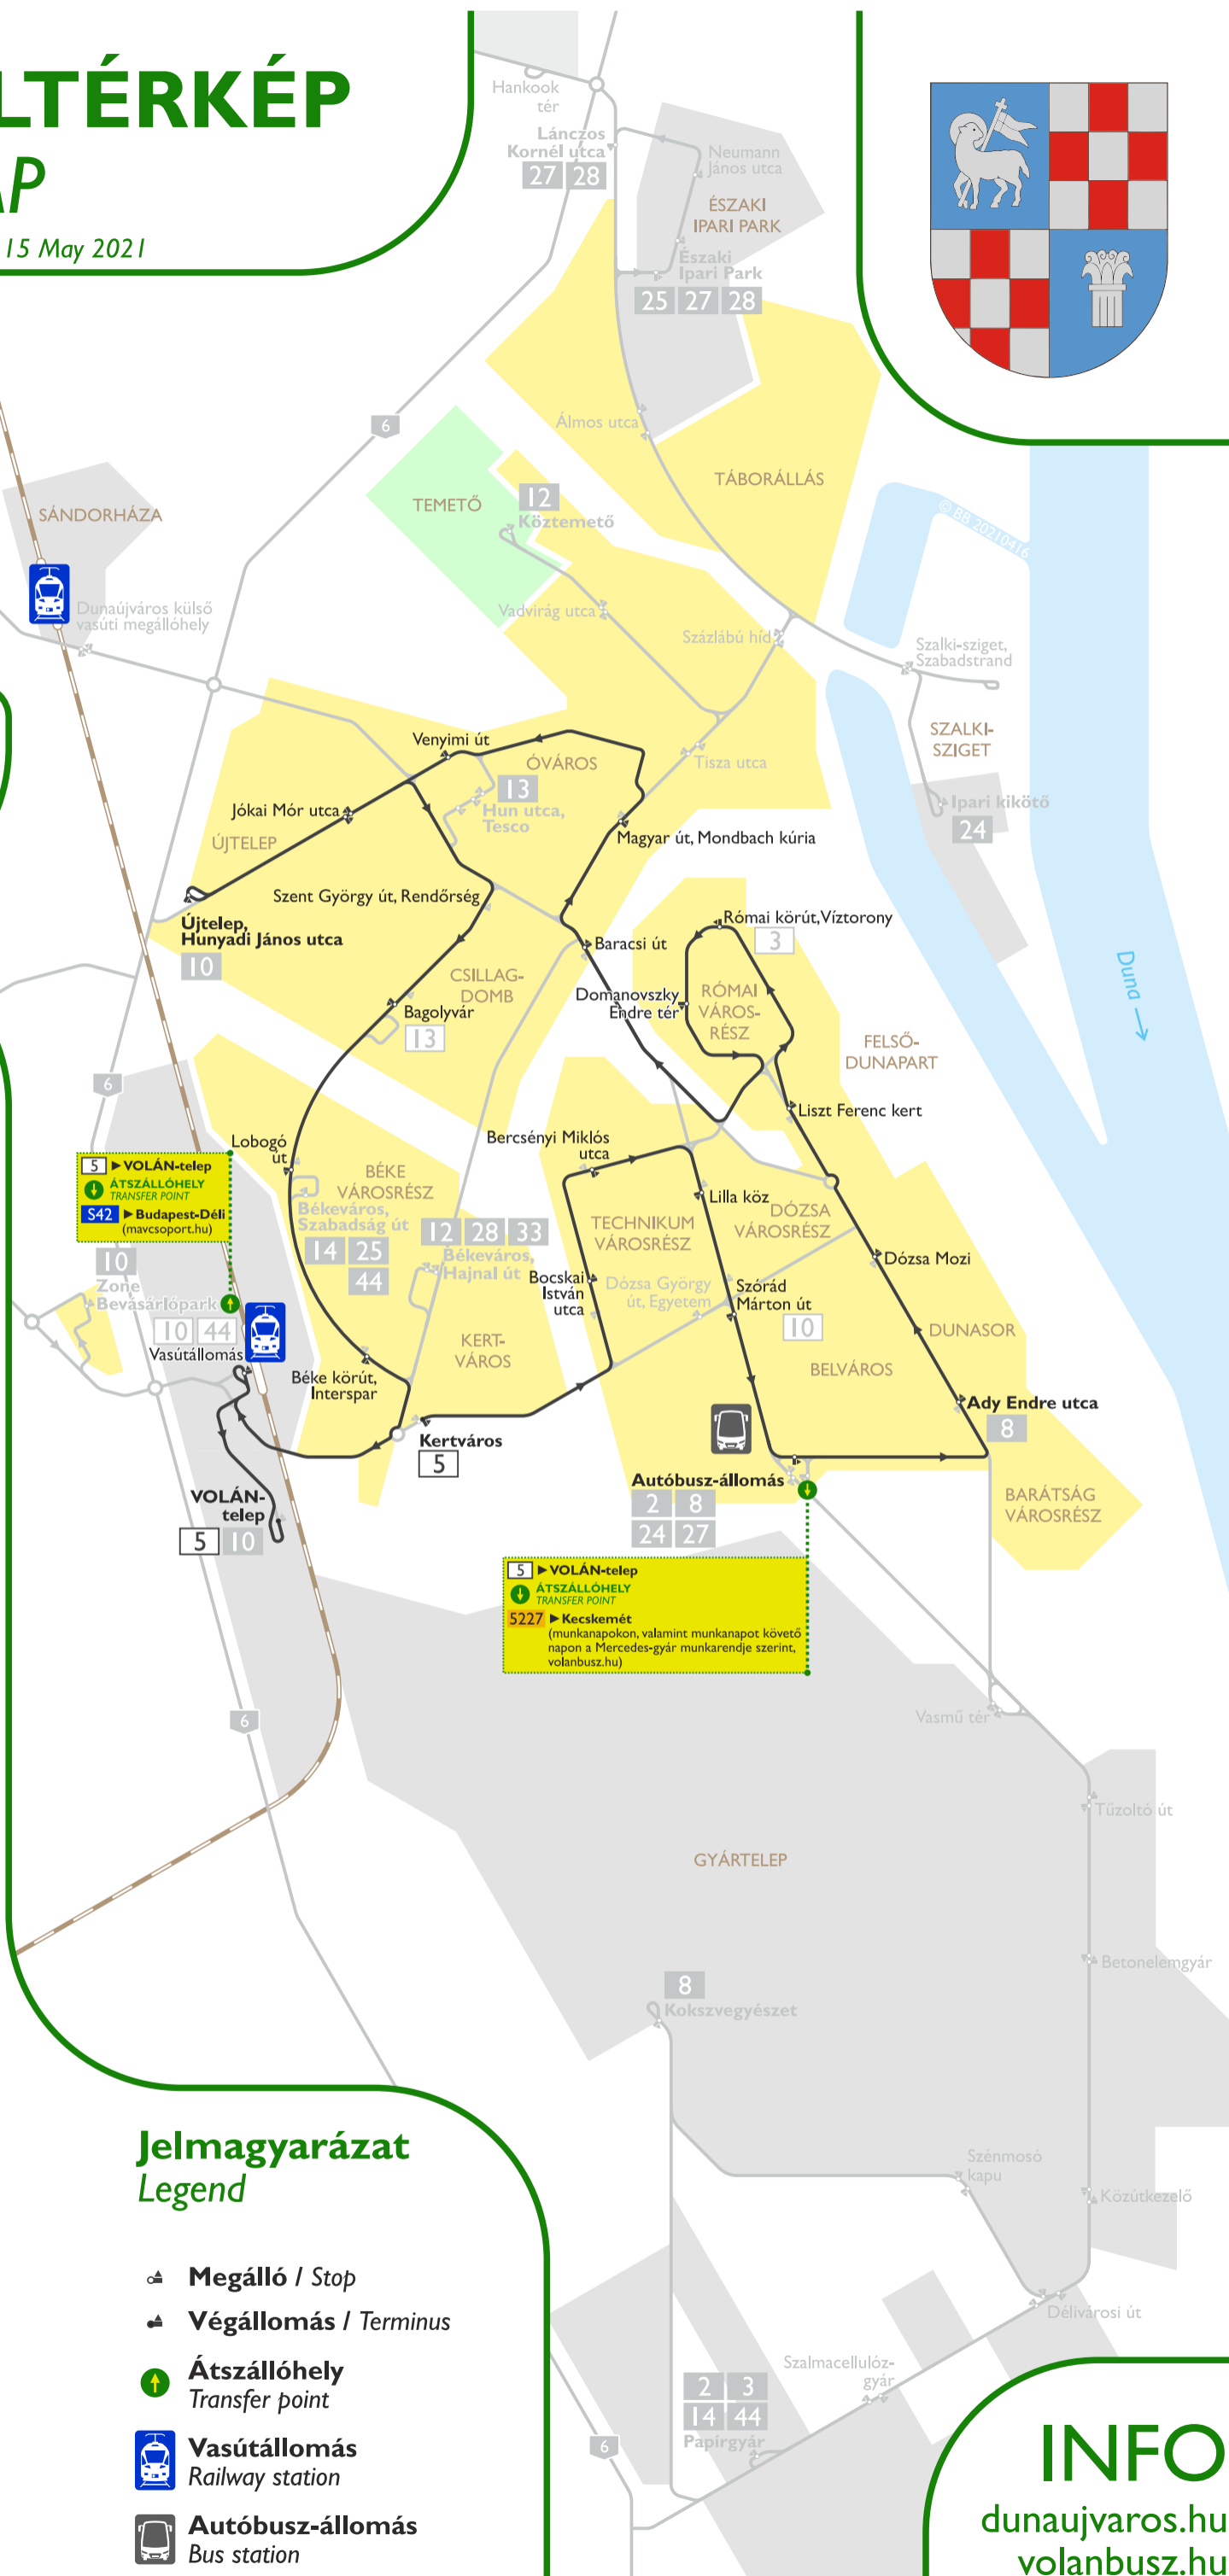 LTÉRKÉP
AP
15 May 2021
Hankook
tér
Lánczos
Kornél utca
27 28
Neumann
János utca
ÉSZAKI
IPARI PARK
Északi
Ipari Park
25 27 28
Álmos utca
6
TÁBORÁLLÁS
TEMETŐ
12
Köztemető
SÁNDORHÁZA
© BB 20210416
Dunaújváros külső
vasúti megállóhely
Vadvirág utca
Százlábú híd
Szalki-sziget,
Szabadstrand
SZALKI-
SZIGET
Venyimi út
ÓVÁROS
Tisza utca
13
Hun utca,
Tesco
Jókai Mór utca
Ipari kikötő
24
ÚJTELEP
Magyar út, Mondbach kúria
Szent György út, Rendőrség
Újtelep,
Hunyadi János utca
10
Római körút, Víztorony
3
Baracsi út
CSILLAG-
DOMB
Domanovszky
Endre tér
RÓMAI
VÁROS-
RÉSZ
Duna →
Bagolyvár
13
FELSŐ-
DUNAPART
6
Liszt Ferenc kert
Lobogó
út
Bercsényi Miklós
utca
5 ▶ VOLÁN-telep
ÁTSZÁLLÓHELY
TRANSFER POINT
S42 ▶ Budapest-Déli
(mavcsoport.hu)
BÉKE
VÁROSRÉSZ
Békeváros,
Szabadság út
14 25
44
12 28 33
Békeváros,
Hajnal út
Lilla köz
TECHNIKUM
VÁROSRÉSZ
DÓZSA
VÁROSRÉSZ
Dózsa Mozi
10
Zone
Bevásárlópark
10 44
Vasútállomás
Bocskai
István
utca
Dózsa György
út, Egyetem
Szórád
Márton út
10
KERT-
VÁROS
DUNASOR
BELVÁROS
Béke körút,
Interspar
Ady Endre utca
8
Kertváros
5
Autóbusz-állomás
2 8
24 27
VOLÁN-
telep
5 10
BARÁTSÁG
VÁROSRÉSZ
5 ▶ VOLÁN-telep
ÁTSZÁLLÓHELY
TRANSFER POINT
5227 ▶ Kecskemét
(munkanapokon, valamint munkanapot követő
napon a Mercedes-gyár munkarendje szerint,
volanbusz.hu)
6
Vasmű tér
Tűzoltó út
GYÁRTELEP
Betonelemgyár
8
Kokszvegyészet
Szénmosó
kapu
Közútkezelő
Délivárosi út
Jelmagyarázat
Legend
Megálló / Stop
Végállomás / Terminus
Átszállóhely
Transfer point
Vasútállomás
Railway station
Autóbusz-állomás
Bus station
Szalmacellulóz-
gyár
2 3
14 44
Papírgyár
6
INFO
dunaujvaros.hu
volanbusz.hu